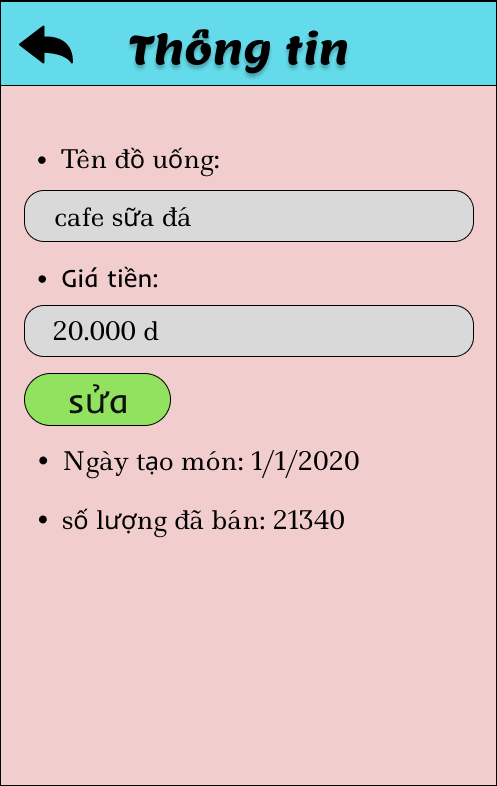 Thông tin
• Tên đồ uống:
cafe sữa đá
• Giá tiền:
20.000 d
sửa
• Ngày tạo món: 1/1/2020
• số lượng đã bán: 21340